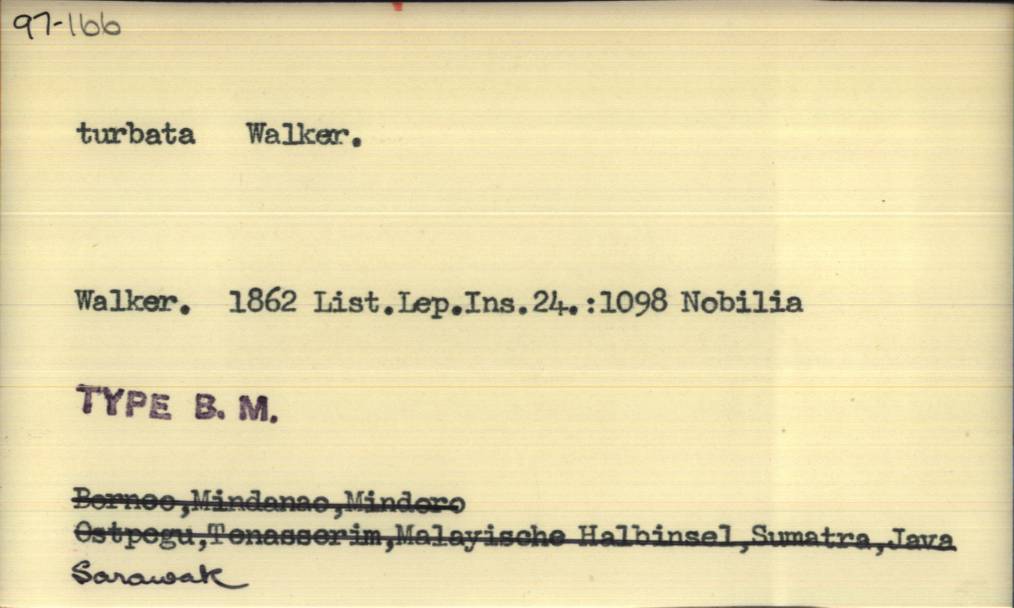 97-166
turbata Walker.
Walker. 1862 List.Lep.Ins.24.:1098 Nobilia
TYPE B. M.
Borneo,Mindanao,Mindoro
Ostpegu,Tenasserim,Malayische Halbinsel,Sumatra,Java
Sarawak